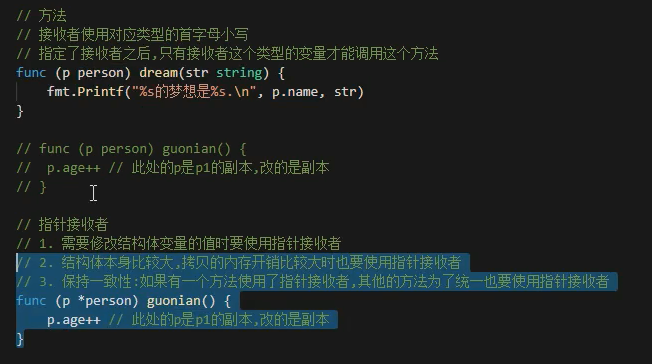 // 方法
// 接收者使用对应类型的首字母小写
// 指定了接收者之后,只有接收者这个类型的变量才能调用这个方法
func (p person) dream(str string) {
    fmt.Printf("%s的梦想是%s.\n", p.name, str)
}
// func (p person) guonian() {
//  p.age++ // 此处的p是p1的副本,改的是副本
// }
// 指针接收者
// 1. 需要修改结构体变量的值时要使用指针接收者
// 2. 结构体本身比较大,拷贝的内存开销比较大时也要使用指针接收者
// 3. 保持一致性:如果有一个方法使用了指针接收者,其他的方法为了统一也要使用指针接收者
func (p *person) guonian() {
    p.age++ // 此处的p是p1的副本,改的是副本
}